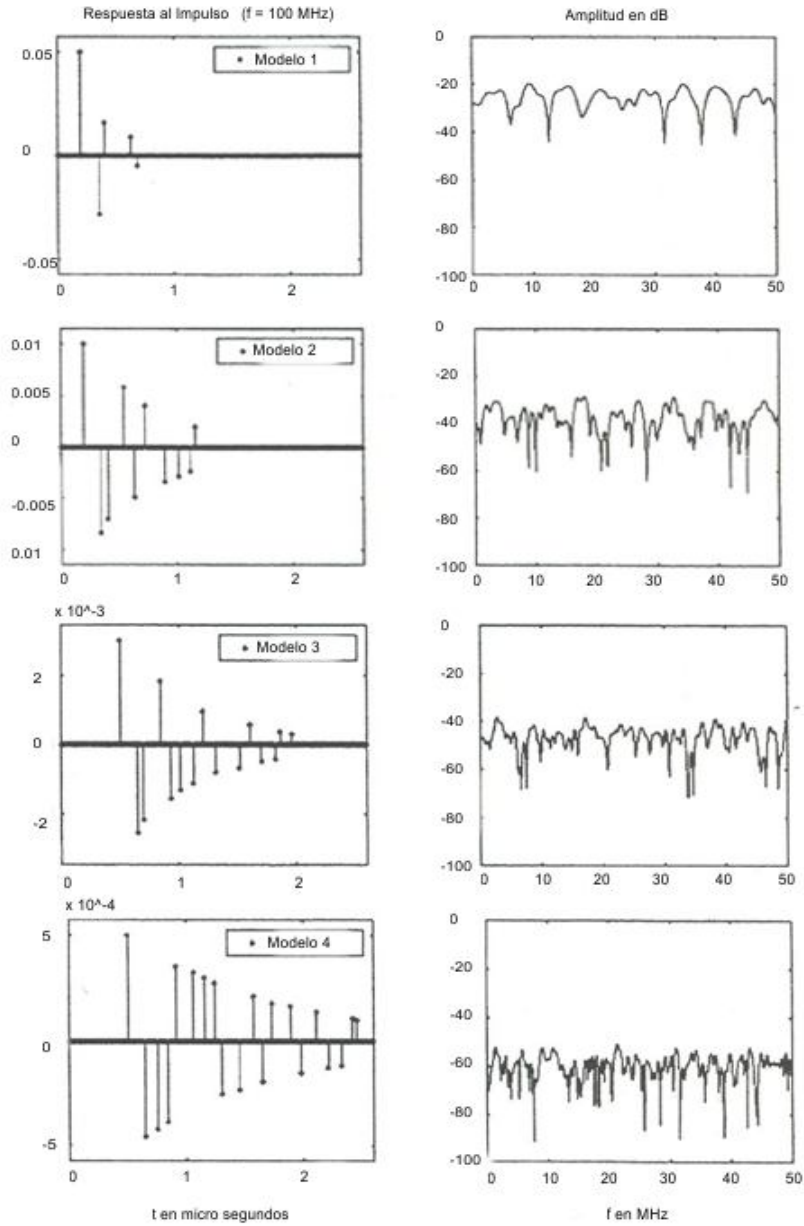 Respuesta al Impulso (f = 100 MHz)
Amplitud en dB
0.05
0
-0.05
0 1 2
Modelo 1
0
-20
-40
-60
-80
-100
0 10 20 30 40 50
0.01
0.005
0
-0.005
0.01
0 1 2
Modelo 2
0
-20
-40
-60
-80
-100
0 10 20 30 40 50
x 10^-3
2
0
-2
0 1 2
Modelo 3
0
-20
-40
-60
-80
-100
0 10 20 30 40 50
x 10^-4
5
0
-5
0 1 2
Modelo 4
0
-20
-40
-60
-80
-100
0 10 20 30 40 50
t en micro segundos
f en MHz